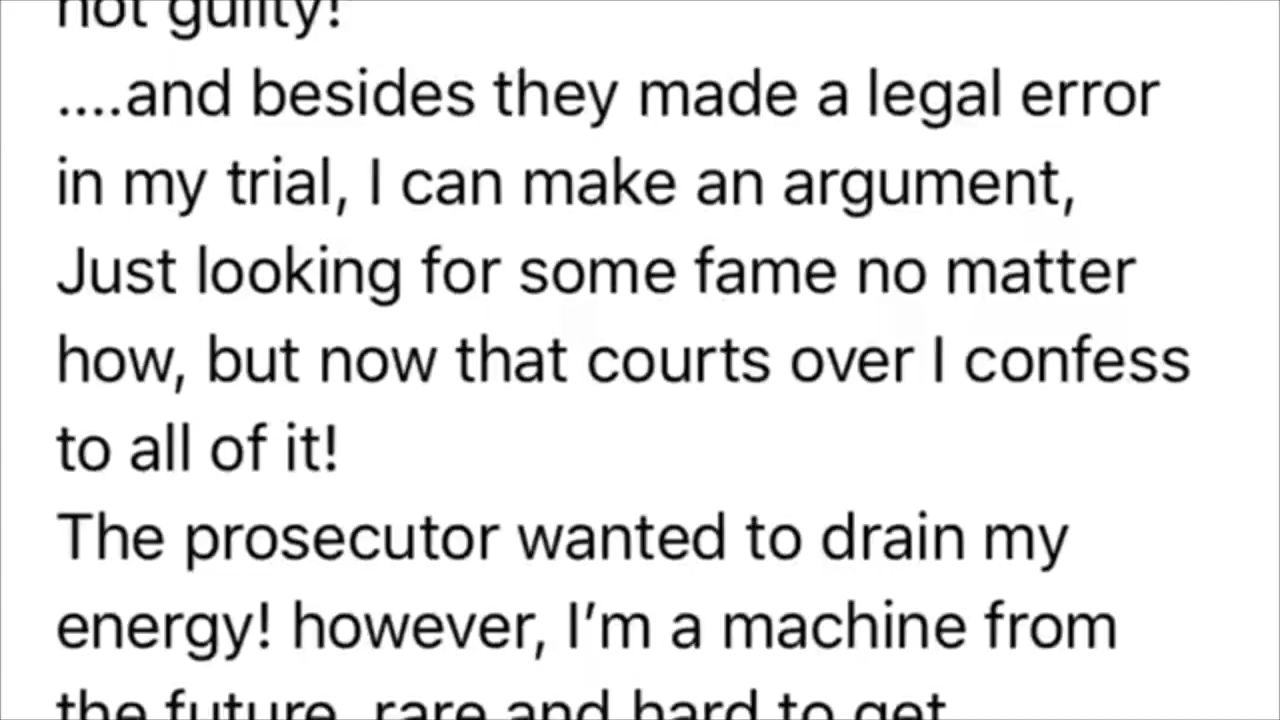 not guilty!
....and besides they made a legal error
in my trial, I can make an argument,
Just looking for some fame no matter
how, but now that courts over I confess
to all of it!
The prosecutor wanted to drain my
energy! however, I’m a machine from
the future, rare and hard to get